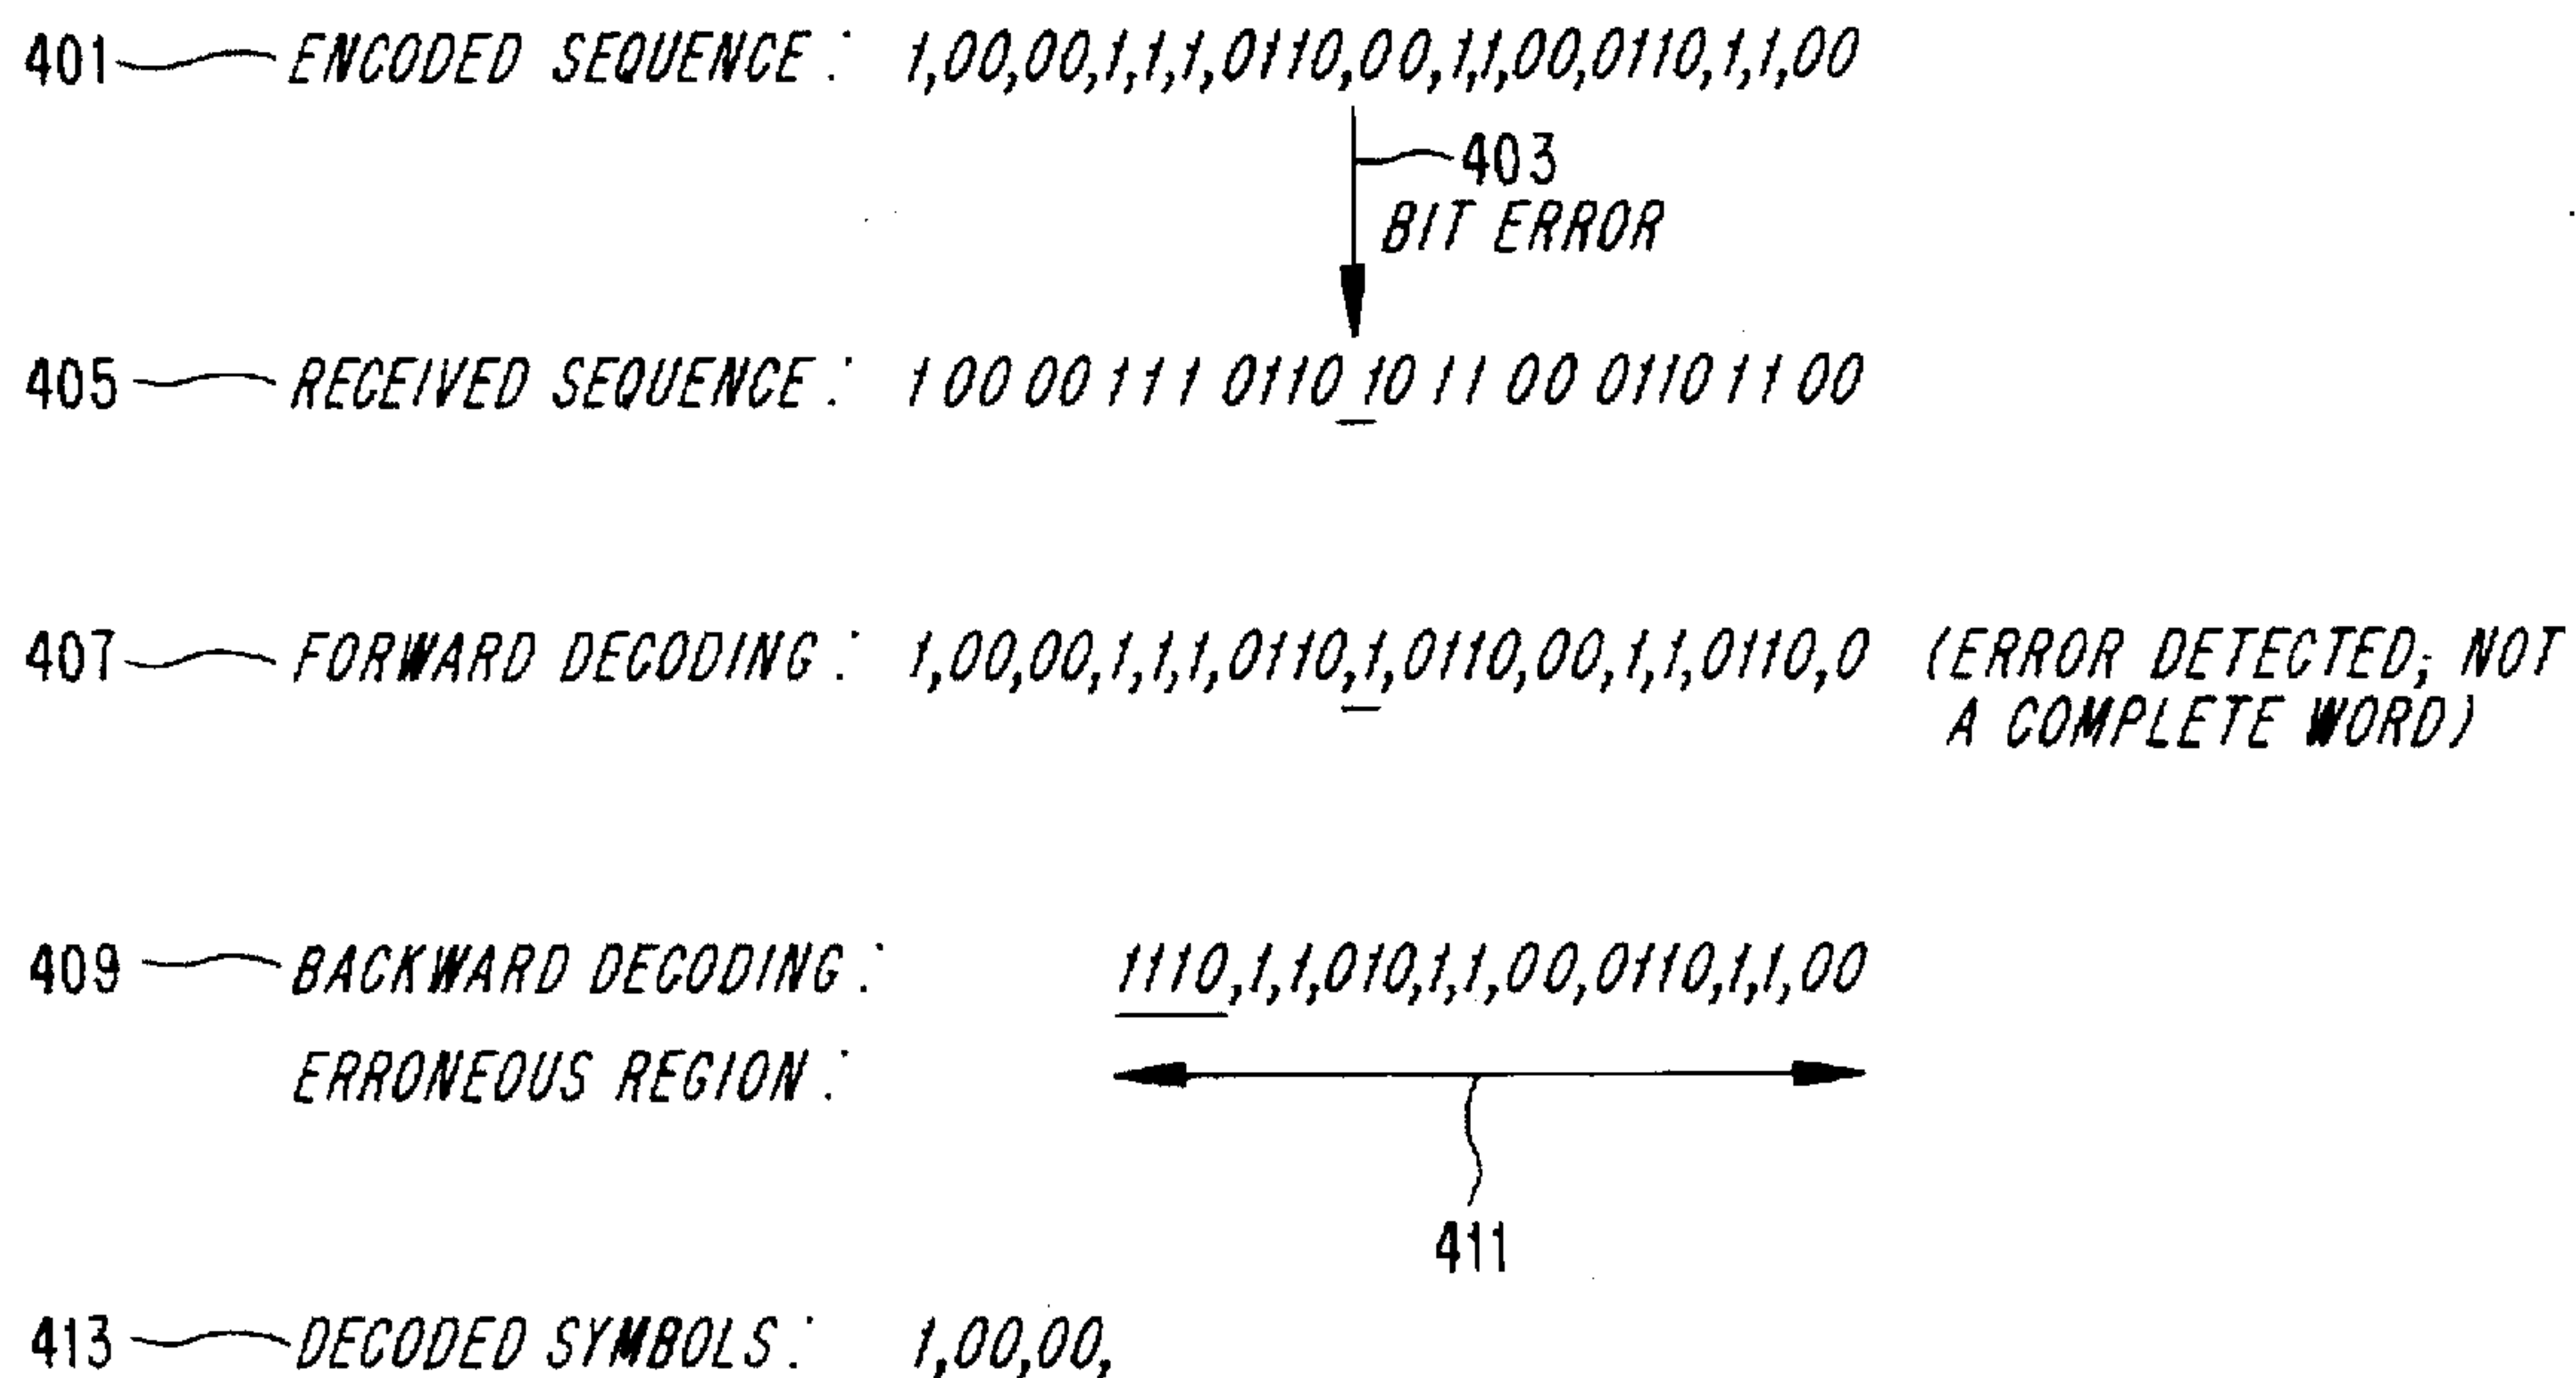 401 ENCODED SEQUENCE: 1,00,00,1,1,1,0110,00,1,1,00,0110,1,1,00
403
BIT ERROR
405 RECEIVED SEQUENCE: 1 00 00 1 1 1 0110 10 1 1 00 0110 1 1 00
407 FORWARD DECODING: 1,00,00,1,1,1,0110,1,0110,00,1,1,0110,0 (ERROR DETECTED; NOT
A COMPLETE WORD)
409 BACKWARD DECODING: 1110,1,1,010,1,1,00,0110,1,1,00
ERRONEOUS REGION:
411
413 DECODED SYMBOLS: 1,00,00,